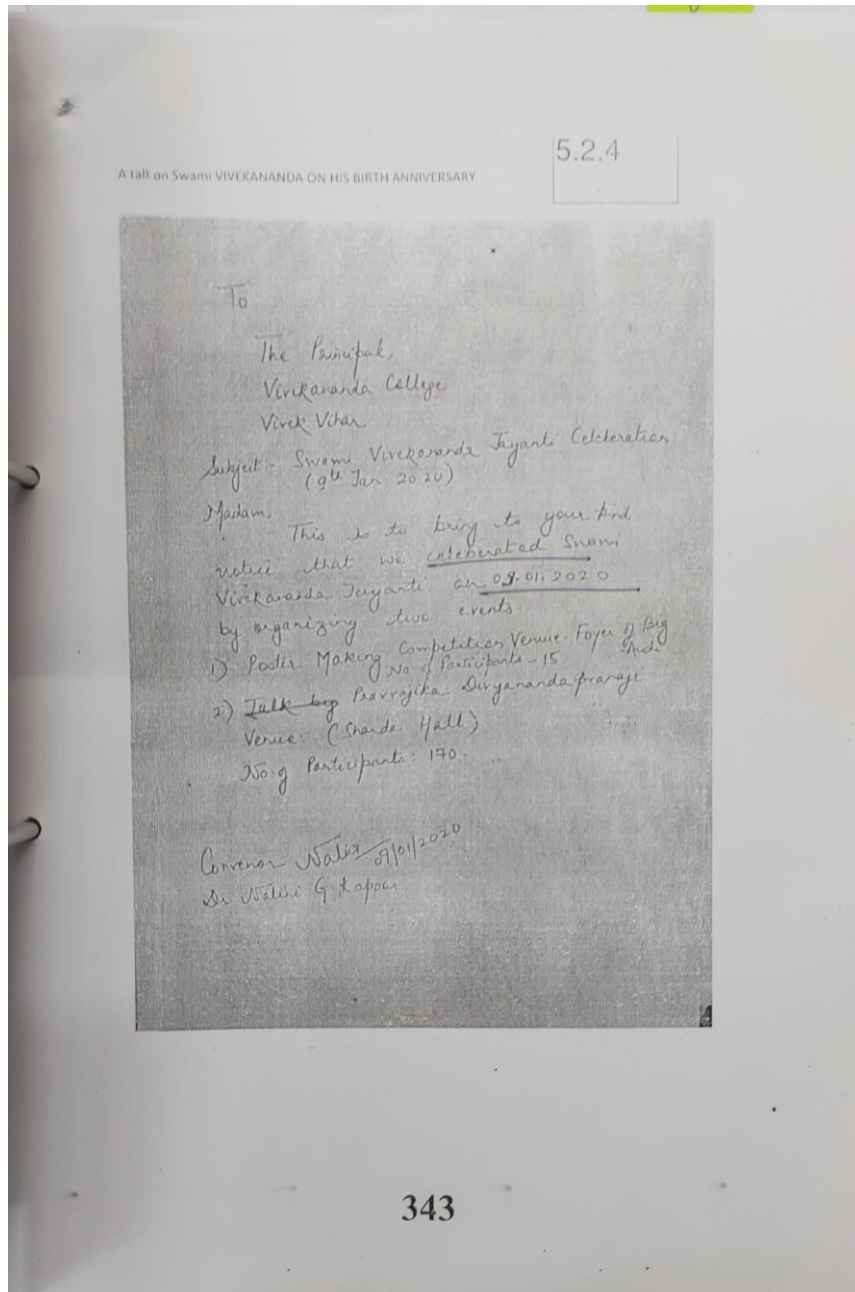 5.2.4
A talk on Swami VIVEKANANDA ON HIS BIRTH ANNIVERSARY
To
The Principal,
Vivekananda College
Vivek Vihar
Subject:- Swami Vivekananda Jayanti Celebration
(9th Jan 2020)
Madam,
This is to bring to your kind
notice that we celeberated Swami
Vivekananda Jayanti on 09.01.2020
by organizing two events
1) Poster Making Competition Venue- Foyer of Big Audi
No of Participants - 15
2.) Talk by Pravrajika Divyananda pranaji
Venue: (Sharda Hall)
No. of Participants: 170.
Convenor Nalini 09/01/2020
Dr Nalini G Kapoor
343